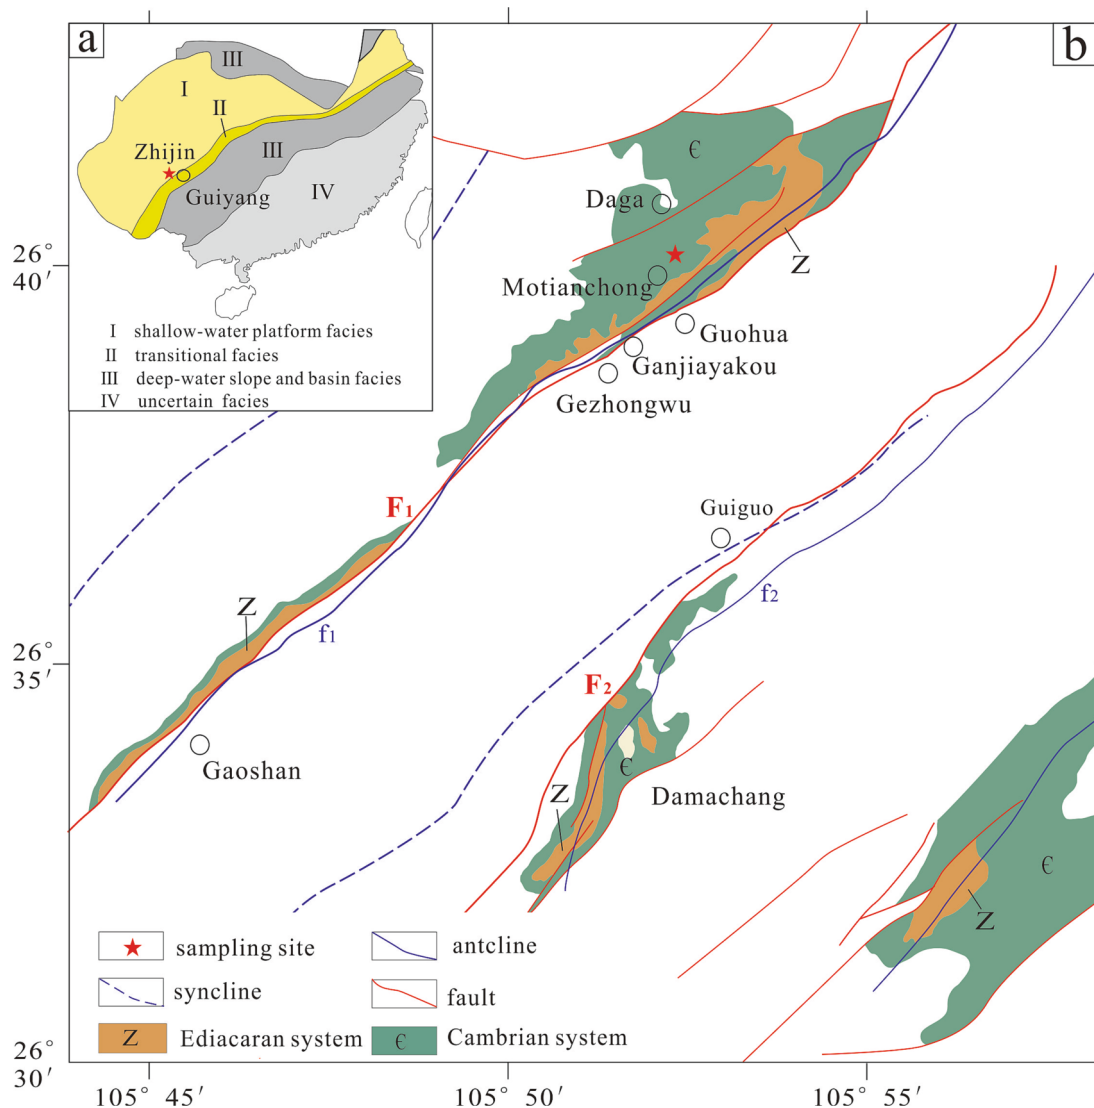 a
b
III
I
II
Zhijin
III
Guiyang
IV
I shallow-water platform facies
II transitional facies
III deep-water slope and basin facies
IV uncertain facies
Є
Daga
Z
Motianchong
Guohua
Ganjiayakou
Gezhongwu
F1
Guiguo
Z
f1
f2
F2
Gaoshan
Є
Damachang
Z
Є
Z
26°
40′
26°
35′
26°
30′
sampling site
antcline
syncline
fault
Z Ediacaran system
Є Cambrian system
105° 45′
105° 50′
105° 55′